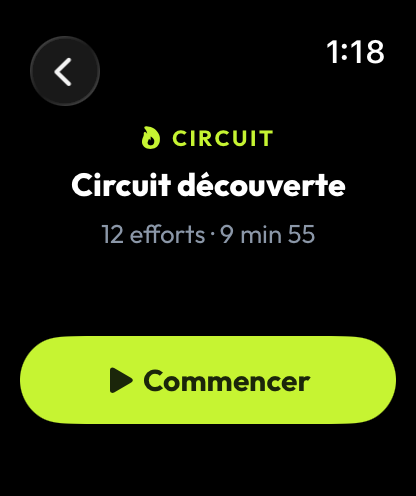 1:18
CIRCUIT
Circuit découverte
12 efforts · 9 min 55
Commencer